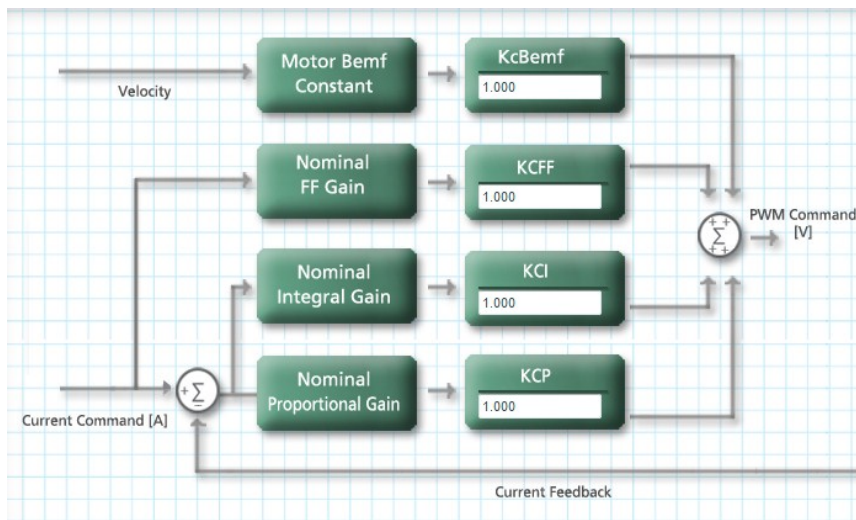 Motor Bemf
Constant
KcBemf
1.000
Velocity
Nominal
FF Gain
KCFF
1.000
+ +
Σ
+ +
PWM Command
[V]
Nominal
Integral Gain
KCI
1.000
Nominal
Proportional Gain
KCP
1.000
+ Σ
−
Current Command [A]
Current Feedback